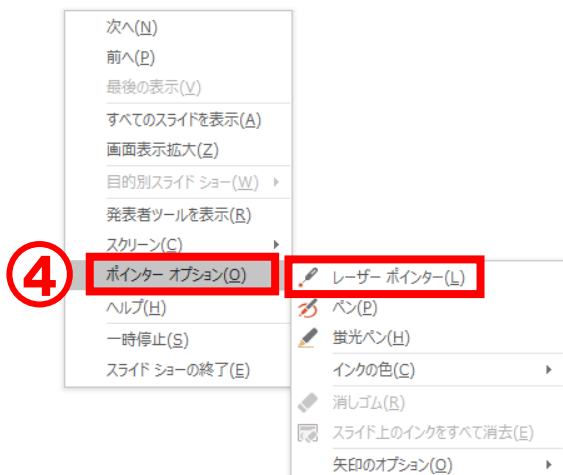 次へ(N)
前へ(P)
最後の表示(V)
すべてのスライドを表示(A)
画面表示拡大(Z)
目的別スライド ショー(W)
発表者ツールを表示(R)
スクリーン(C)
④
ポインター オプション(O)
ヘルプ(H)
一時停止(S)
スライド ショーの終了(E)
レーザー ポインター(L)
ペン(P)
蛍光ペン(H)
インクの色(C)
消しゴム(R)
スライド上のインクをすべて消去(E)
矢印のオプション(O)